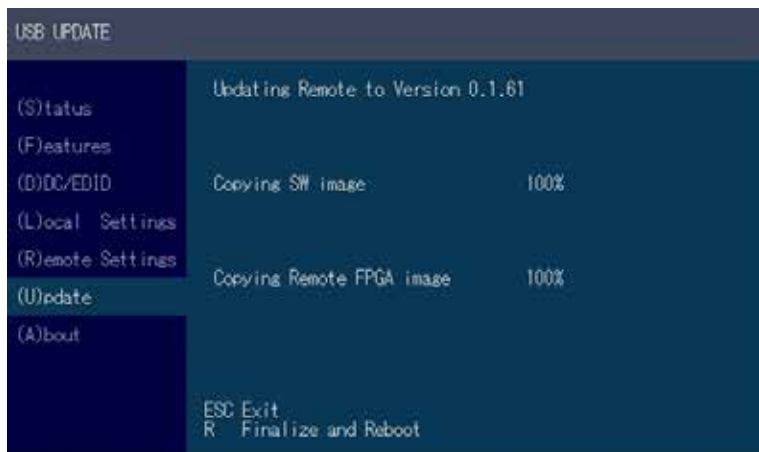 USB UPDATE
(S)tatus
(F)eatures
(D)DC/EDID
(L)ocal Settings
(R)emote Settings
(U)pdate
(A)bout
Updating Remote to Version 0.1.61
Copying SW image 100%
Copying Remote FPGA image 100%
ESC Exit
R Finalize and Reboot